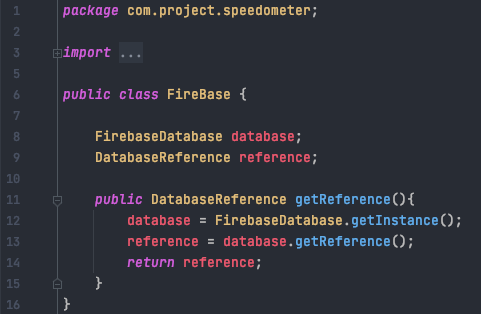 1 package com.project.speedometer;
2
3 import ...
5
6 public class FireBase {
7
8 FirebaseDatabase database;
9 DatabaseReference reference;
10
11 public DatabaseReference getReference(){
12 database = FirebaseDatabase.getInstance();
13 reference = database.getReference();
14 return reference;
15 }
16 }